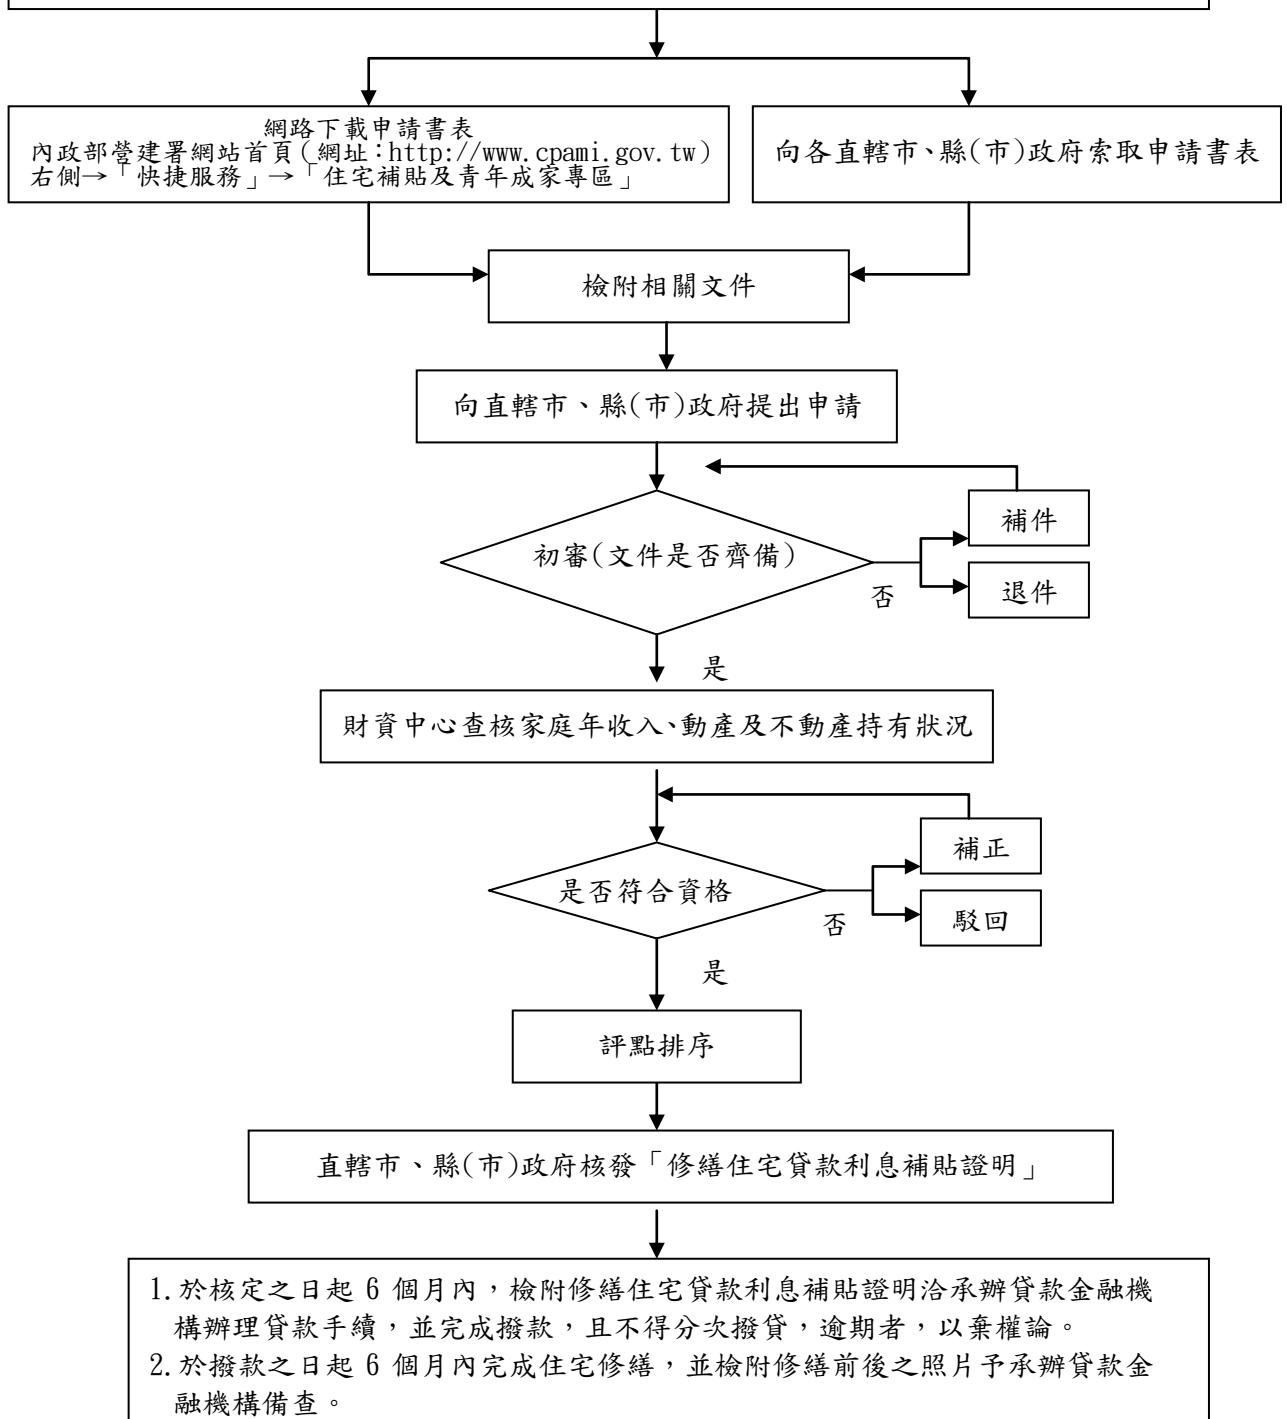 網路下載申請書表
內政部營建署網站首頁(網址:http://www.cpami.gov.tw)
右側→「快捷服務」→「住宅補貼及青年成家專區」
向各直轄市、縣(市)政府索取申請書表
檢附相關文件
向直轄市、縣(市)政府提出申請
補件
初審(文件是否齊備)
退件
否
是
財資中心查核家庭年收入、動產及不動產持有狀況
補正
是否符合資格
駁回
否
是
評點排序
直轄市、縣(市)政府核發「修繕住宅貸款利息補貼證明」
1.於核定之日起 6 個月內,檢附修繕住宅貸款利息補貼證明洽承辦貸款金融機
構辦理貸款手續,並完成撥款,且不得分次撥貸,逾期者,以棄權論。
2.於撥款之日起 6 個月內完成住宅修繕,並檢附修繕前後之照片予承辦貸款金
融機構備查。